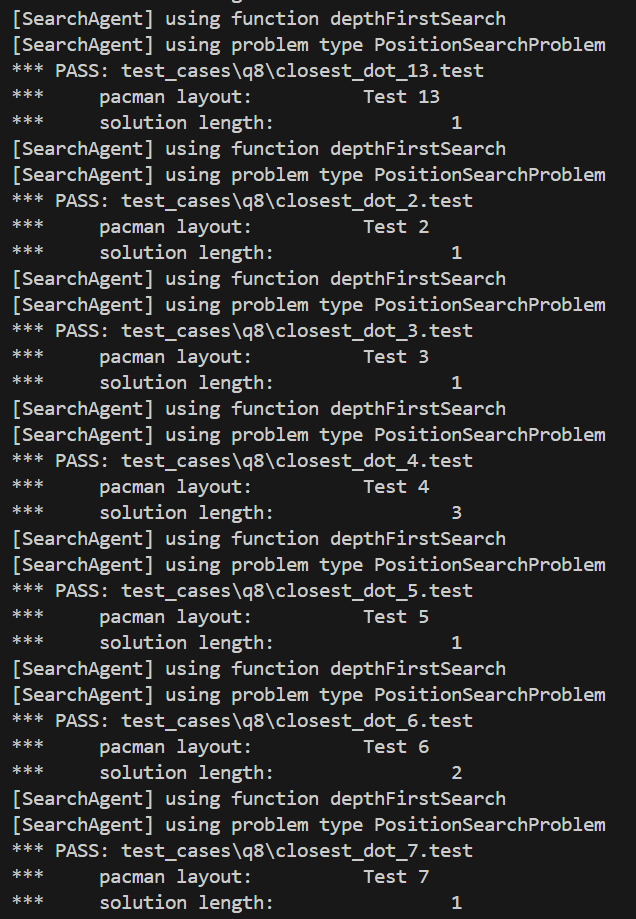 [SearchAgent] using function depthFirstSearch
[SearchAgent] using problem type PositionSearchProblem
*** PASS: test_cases\q8\closest_dot_13.test
***     pacman layout:          Test 13
***     solution length:                1
[SearchAgent] using function depthFirstSearch
[SearchAgent] using problem type PositionSearchProblem
*** PASS: test_cases\q8\closest_dot_2.test
***     pacman layout:          Test 2
***     solution length:                1
[SearchAgent] using function depthFirstSearch
[SearchAgent] using problem type PositionSearchProblem
*** PASS: test_cases\q8\closest_dot_3.test
***     pacman layout:          Test 3
***     solution length:                1
[SearchAgent] using function depthFirstSearch
[SearchAgent] using problem type PositionSearchProblem
*** PASS: test_cases\q8\closest_dot_4.test
***     pacman layout:          Test 4
***     solution length:                3
[SearchAgent] using function depthFirstSearch
[SearchAgent] using problem type PositionSearchProblem
*** PASS: test_cases\q8\closest_dot_5.test
***     pacman layout:          Test 5
***     solution length:                1
[SearchAgent] using function depthFirstSearch
[SearchAgent] using problem type PositionSearchProblem
*** PASS: test_cases\q8\closest_dot_6.test
***     pacman layout:          Test 6
***     solution length:                2
[SearchAgent] using function depthFirstSearch
[SearchAgent] using problem type PositionSearchProblem
*** PASS: test_cases\q8\closest_dot_7.test
***     pacman layout:          Test 7
***     solution length:                1